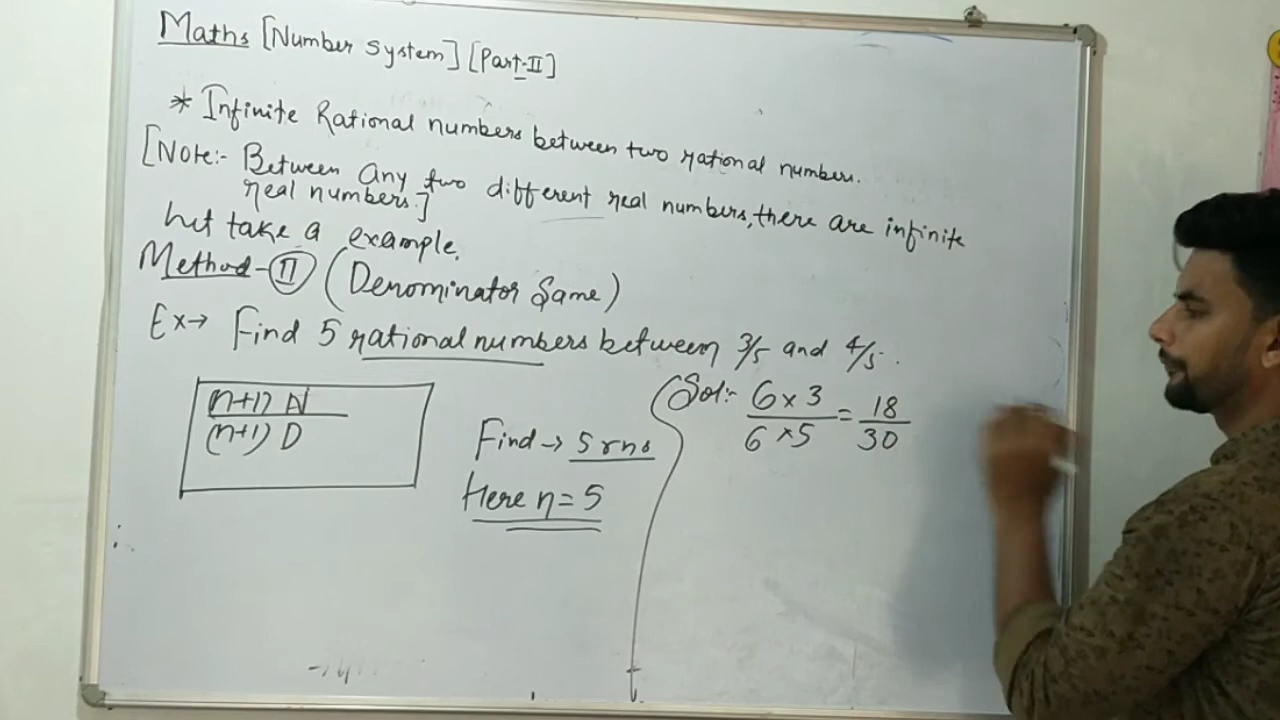 Maths [Number System] [Part-II]
* Infinite Rational numbers between two rational numbers.
[Note:- Between any two different real numbers, there are infinite
real numbers.]
Let take a example.
Method-II (Denominator Same)
Ex→ Find 5 rational numbers between 3/5 and 4/5.
(n+1) N
(n+1) D
Find→ 5 rns
Here n = 5
Sol:- 6 x 3 = 18
6 x 5 30